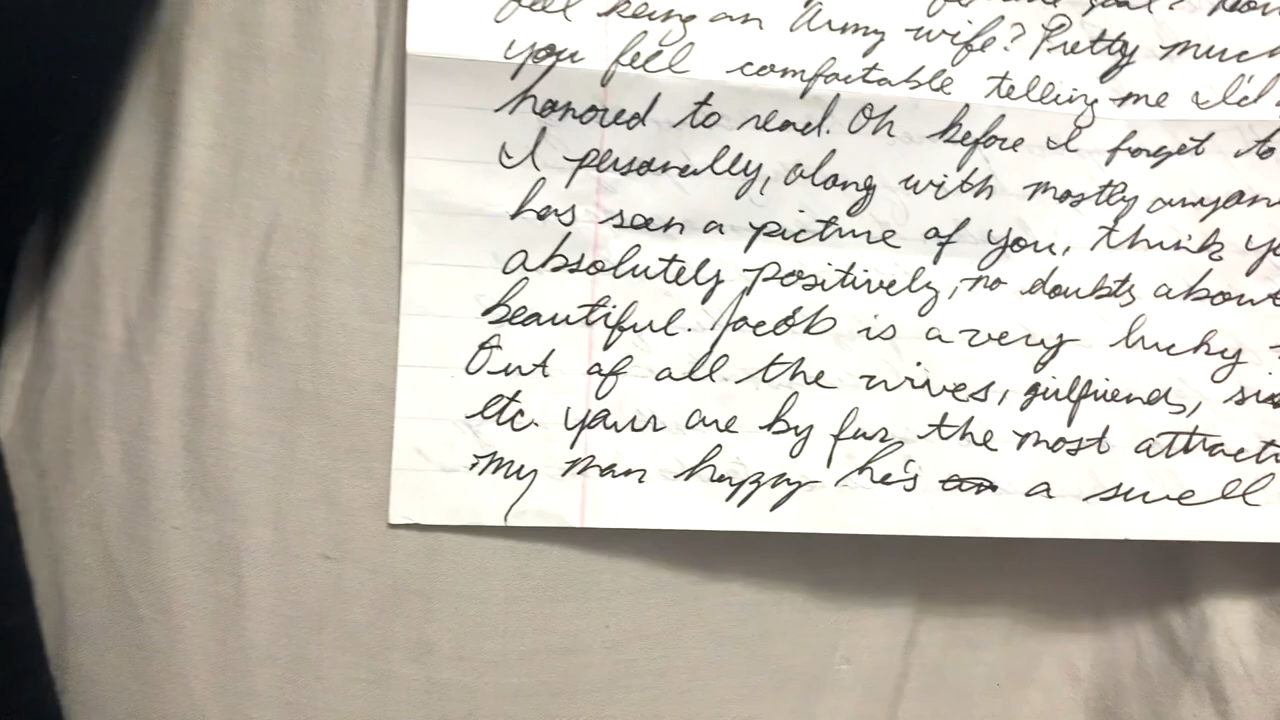 feel being an Army wife? Pretty much
you feel comfortable telling me I'd
honored to read. Oh before I forget to
I personally, along with mostly anyone
has seen a picture of you, think
absolutely positively, no doubts about
beautiful. Jacob is a very lucky
Out of all the wives, girlfriends,
etc. your are by far the most
my man happy he's a swell